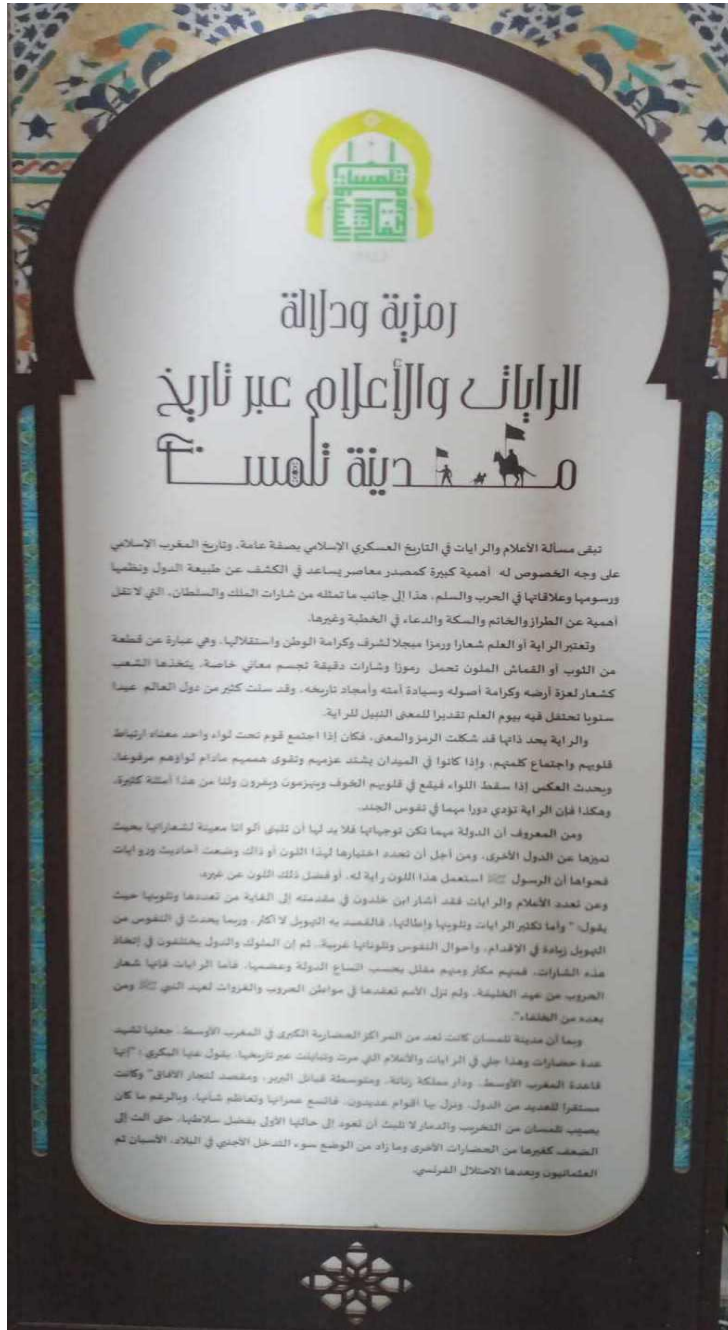 رمزية ودلالة
الرايات والأعلام عبر تاريخ
مدينة تلمسان
تبقى مسألة الأعلام والرايات في التاريخ العسكري الإسلامي بصفة عامة، وتاريخ المغرب الإسلامي
على وجه الخصوص له أهمية كبيرة كمصدر معاصر يساعد في الكشف عن طبيعة الدول ونظمها
ورسومها وعلاقاتها في الحرب والسلم، هذا إلى جانب ما تمثله من شارات الملك والسلطان، التي لا تقل
أهمية عن الطراز والخاتم والسكة والدعاء في الخطبة وغيرها.
وتعتبر الراية أو العلم شعارا ورمزا مبجلا لشرف وكرامة الوطن واستقلالها، وهي عبارة عن قطعة
من الثوب أو القماش الملون تحمل رموزا وشارات دقيقة تجسم معاني خاصة، يتخذها الشعب
كشعار لعزة أرضه وكرامة أصوله وسيادة أمته وأمجاد تاريخه، وقد سنت كثير من دول العالم عيدا
سنويا تحتفل فيه بيوم العلم تقديرا للمعنى النبيل للراية.
والراية بحد ذاتها قد شكلت الرمز والمعنى، فكان إذا اجتمع قوم تحت لواء واحد معناه ارتباط
قلوبهم واجتماع كلمتهم، وإذا كانوا في الميدان يشتد عزمهم وتقوى هممهم مادام لواؤهم مرفوعا،
ويحدث العكس إذا سقط اللواء فيقع في قلوبهم الخوف وينهزمون ويفرون ولنا من هذا أمثلة كثيرة،
وهكذا فإن الراية تؤدي دورا مهما في نفوس الجند.
ومن المعروف أن الدولة مهما تكن توجهاتها فلا بد لها أن تتبنى ألوانا معينة لشعاراتها بحيث
تميزها عن الدول الأخرى، ومن أجل أن تحدد اختيارها لهذا اللون أو ذاك وضعت أحاديث وروايات
فحواها أن الرسول ﷺ استعمل هذا اللون راية له، أو فضل ذلك اللون عن غيره.
وعن تعدد الأعلام والرايات فقد أشار ابن خلدون في مقدمته إلى الغاية من تعددها وتلوينها حيث
يقول: " وأما تكثير الرايات وتلوينها وإطالتها، فالقصد به التهويل لا أكثر، وربما يحدث في النفوس من
التهويل زيادة في الإقدام، وأحوال النفوس وتلوناتها غريبة. ثم إن الملوك والدول يختلفون في إتخاذ
هذه الشارات، فمنهم مكثر ومنهم مقلل بحسب اتساع الدولة وعضمها، فأما الرايات فإنها شعار
الحروب من عهد الخليفة، ولم تزل الأمم تعقدها في مواطن الحروب والغزوات لعهد النبي ﷺ ومن
بعده من الخلفاء".
وبما أن مدينة تلمسان كانت تعد من المراكز الحضارية الكبرى في المغرب الأوسط، جعلها تشهد
عدة حضارات وهذا جلي في الرايات والأعلام التي مرت وتباينت عبر تاريخها، يقول عنها البكري : "إنها
قاعدة المغرب الأوسط، ودار مملكة زناتة، ومتوسطة قبائل البربر، ومقصد لتجار الآفاق" وكانت
مستقرا للعديد من الدول، ونزل بها أقوام عديدون، فاتسع عمرانها وتعاظم شأنها، وبالرغم ما كان
يصيب تلمسان من التخريب والدمار لا تلبث أن تعود إلى حالتها الأولى بفضل سلاطنها، حتى آلت إلى
الضعف كغيرها من الحضارات الأخرى وما زاد من الوضع سوء التدخل الأجنبي في البلاد، الأسبان ثم
العثمانيون وبعدها الاحتلال الفرنسي.